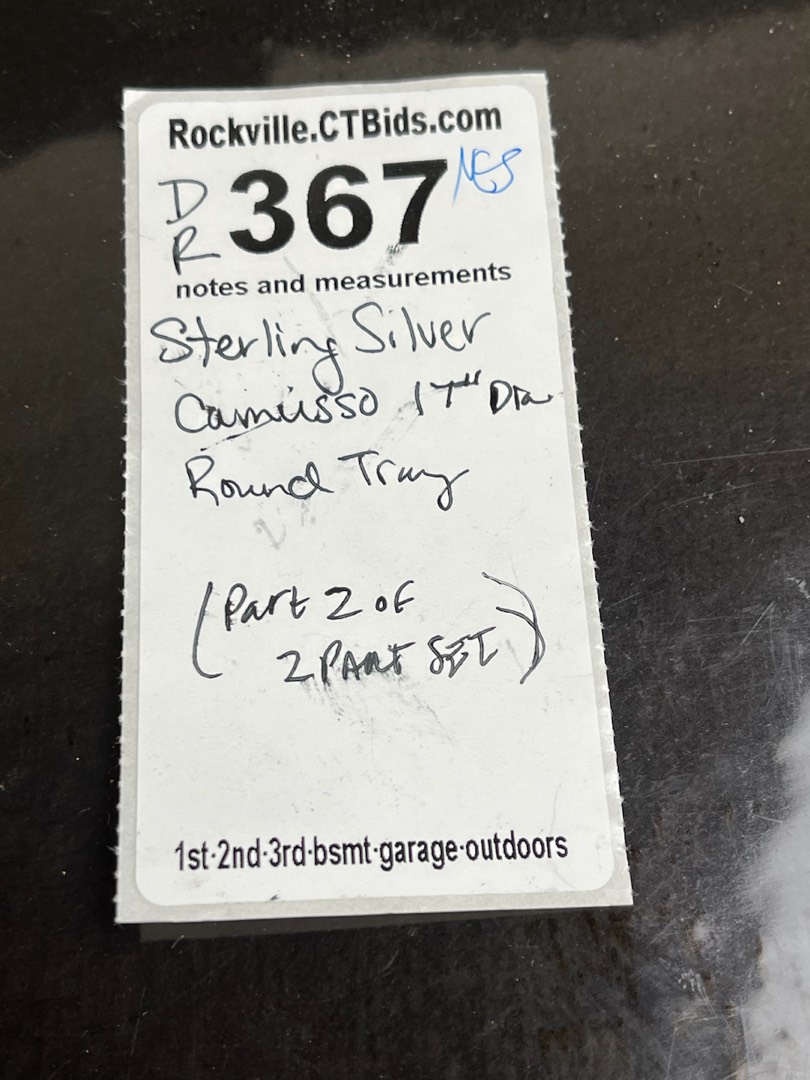 Rockville.CTBids.com
DR 367
notes and measurements
Sterling Silver
Camusso 17" Dia
Round Tray
(Part 2 of
2 PART SET)
1st·2nd·3rd·bsmt·garage·outdoors